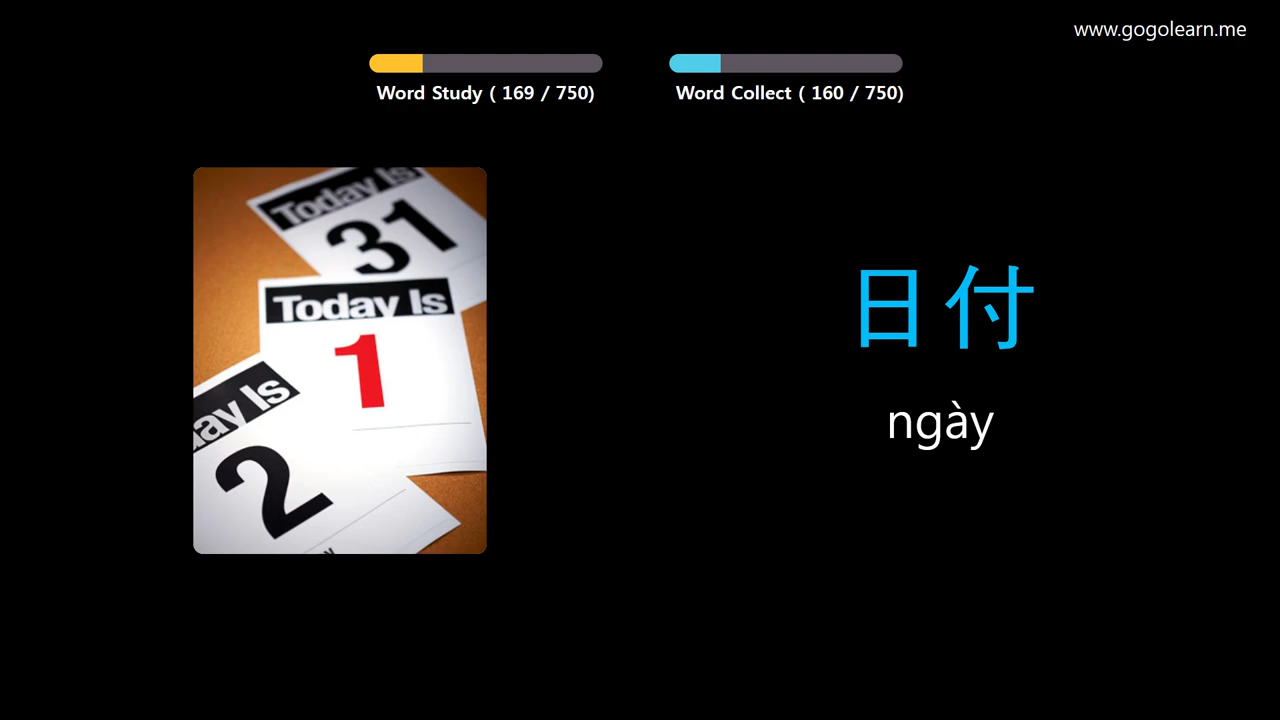 www.gogolearn.me
Word Study ( 169 / 750)
Word Collect ( 160 / 750)
Today Is
31
Today Is
1
ay Is
2
日付
ngày